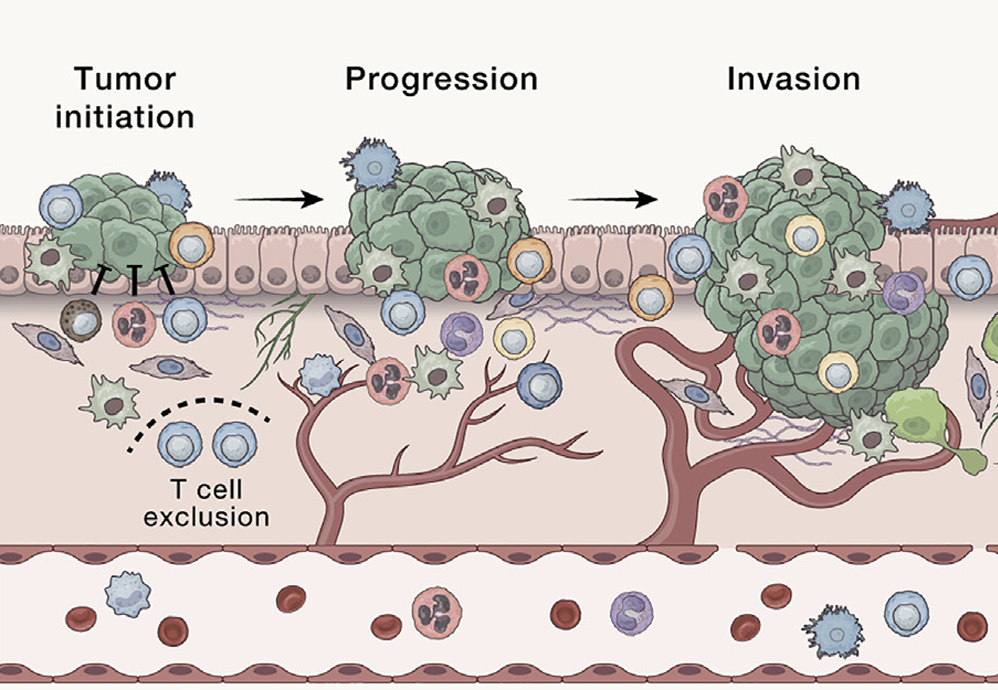 Tumor
initiation
Progression
Invasion
T cell
exclusion